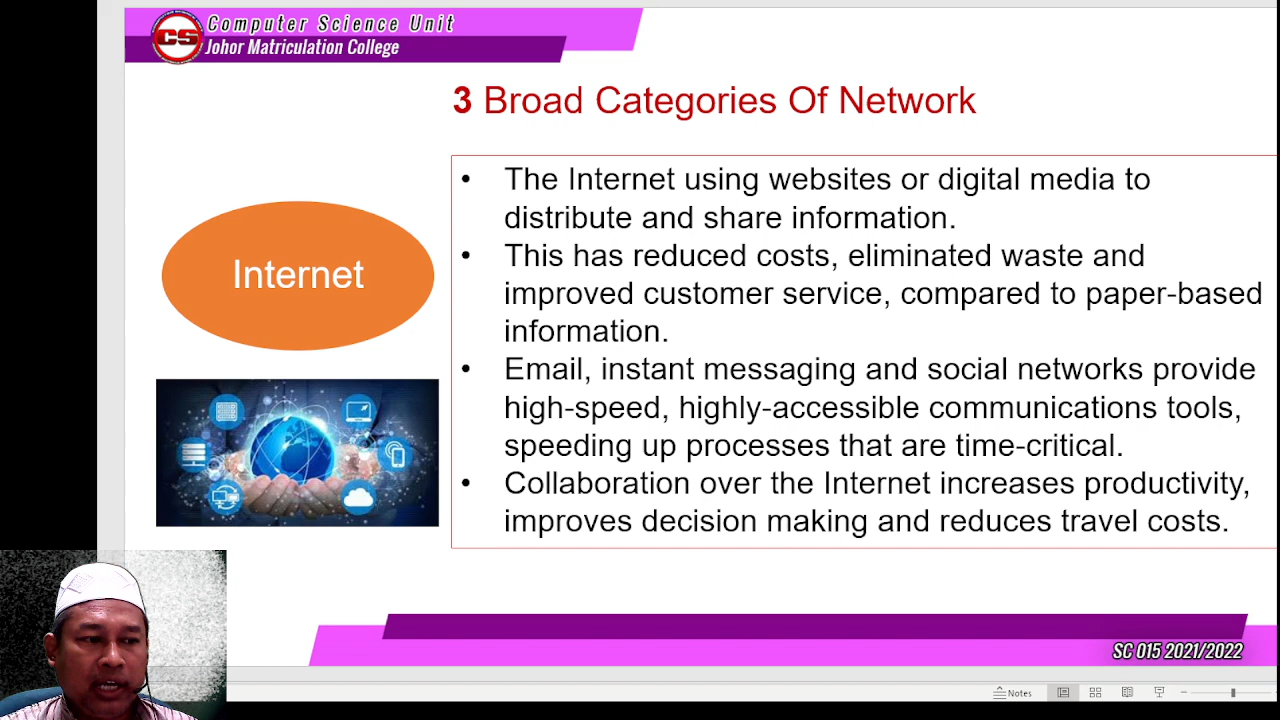 Computer Science Unit
CS
Johor Matriculation College
3 Broad Categories Of Network
Internet
• The Internet using websites or digital media to
distribute and share information.
• This has reduced costs, eliminated waste and
improved customer service, compared to paper-based
information.
• Email, instant messaging and social networks provide
high-speed, highly-accessible communications tools,
speeding up processes that are time-critical.
• Collaboration over the Internet increases productivity,
improves decision making and reduces travel costs.
SC 015 2021/2022
Notes